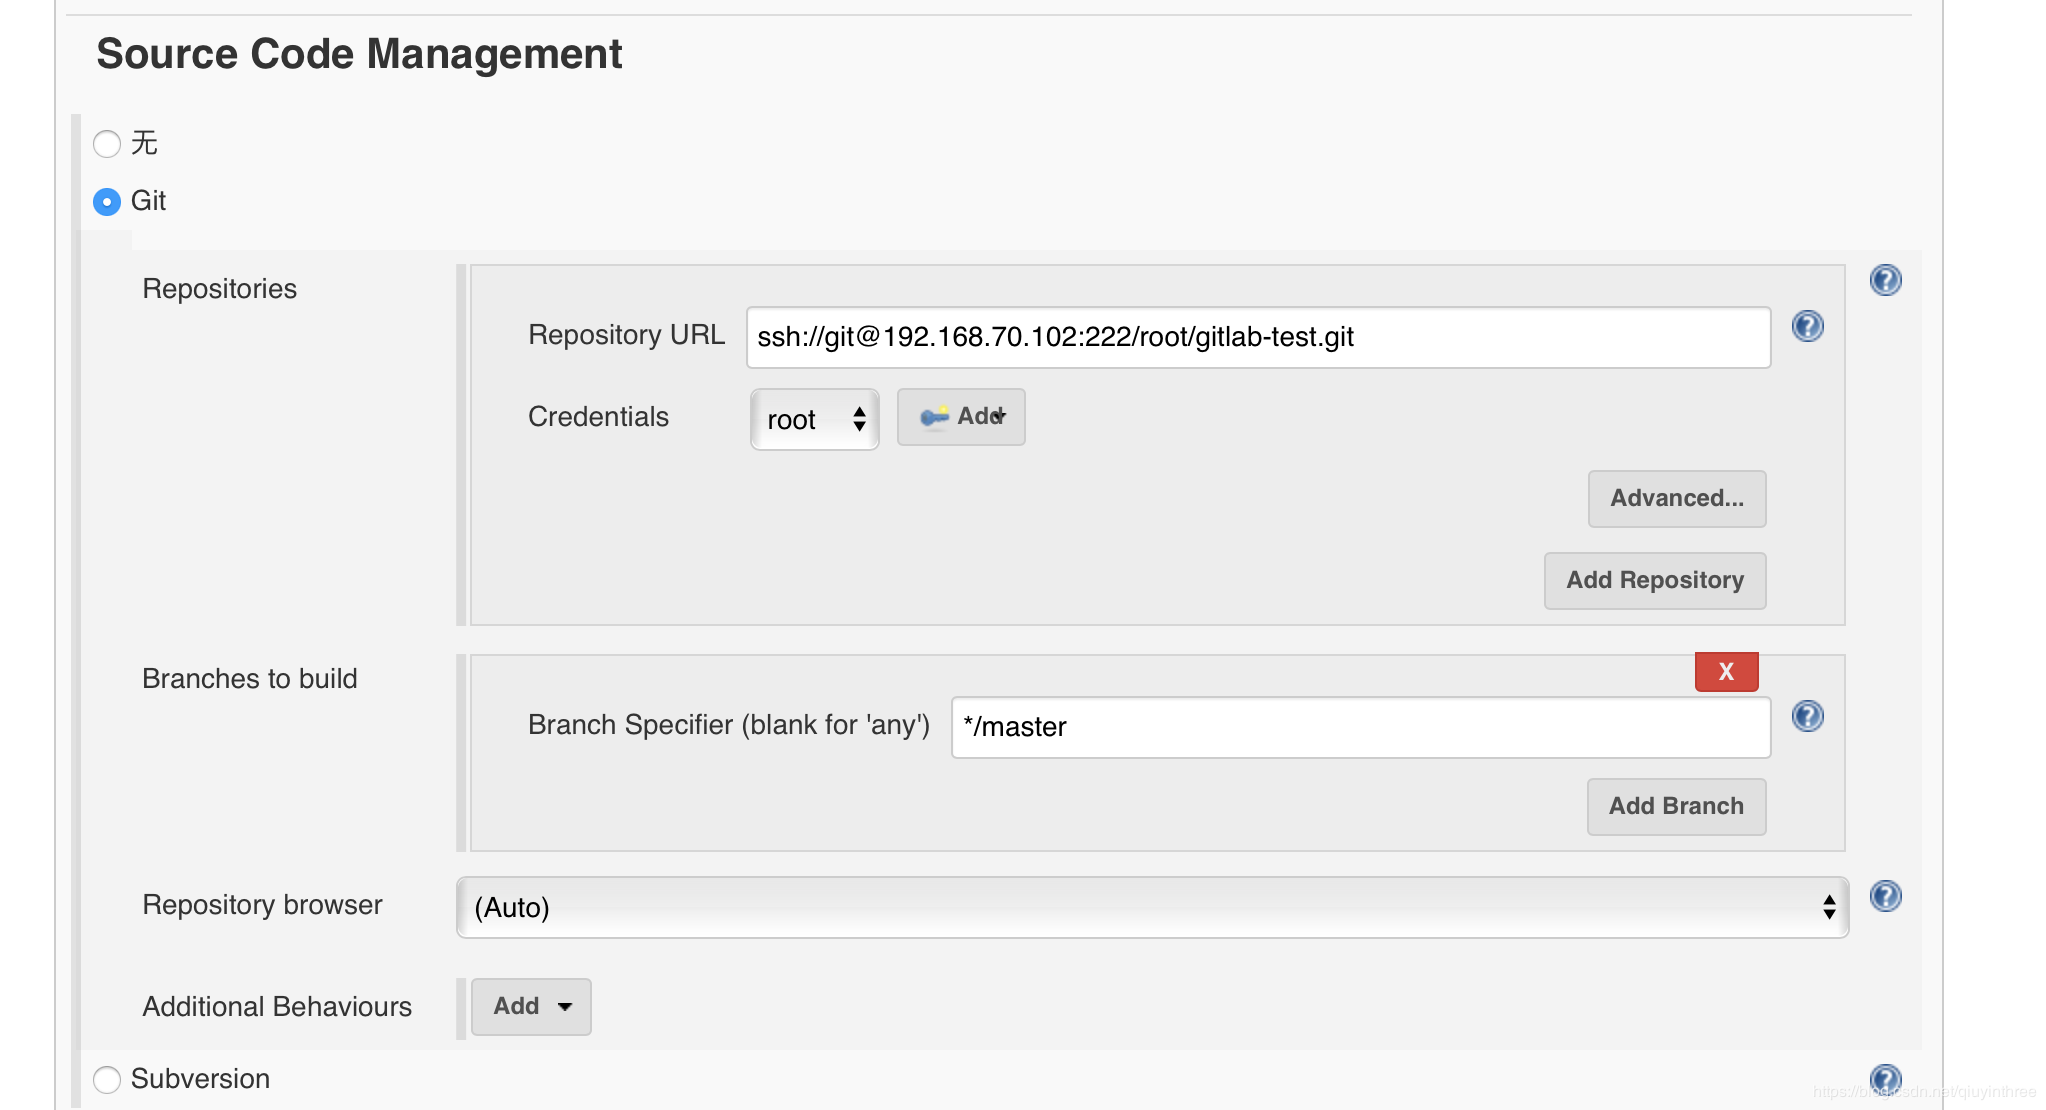 Source Code Management
无
Git
Repositories
Repository URL ssh://git@192.168.70.102:222/root/gitlab-test.git
Credentials root Add
Advanced...
Add Repository
Branches to build
X
Branch Specifier (blank for 'any') */master
Add Branch
Repository browser (Auto)
Additional Behaviours Add
Subversion
https://blog.csdn.net/qiuyinthree